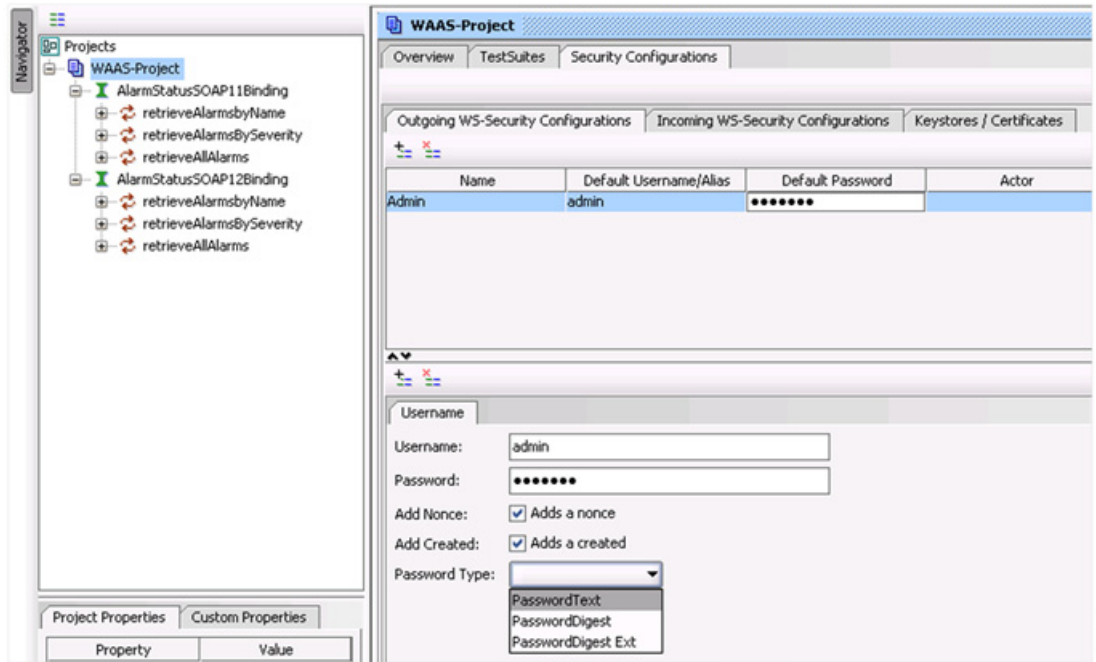 Navigator
Projects
WAAS-Project
AlarmStatusSOAP11Binding
retrieveAlarmsbyName
retrieveAlarmsBySeverity
retrieveAllAlarms
AlarmStatusSOAP12Binding
retrieveAlarmsbyName
retrieveAlarmsBySeverity
retrieveAllAlarms
Project Properties Custom Properties
Property Value
WAAS-Project
Overview TestSuites Security Configurations
Outgoing WS-Security Configurations Incoming WS-Security Configurations Keystores / Certificates
Name Default Username/Alias Default Password Actor
Admin admin •••••••
Username
Username: admin
Password: •••••••
Add Nonce: Adds a nonce
Add Created: Adds a created
Password Type:
PasswordText
PasswordDigest
PasswordDigest Ext